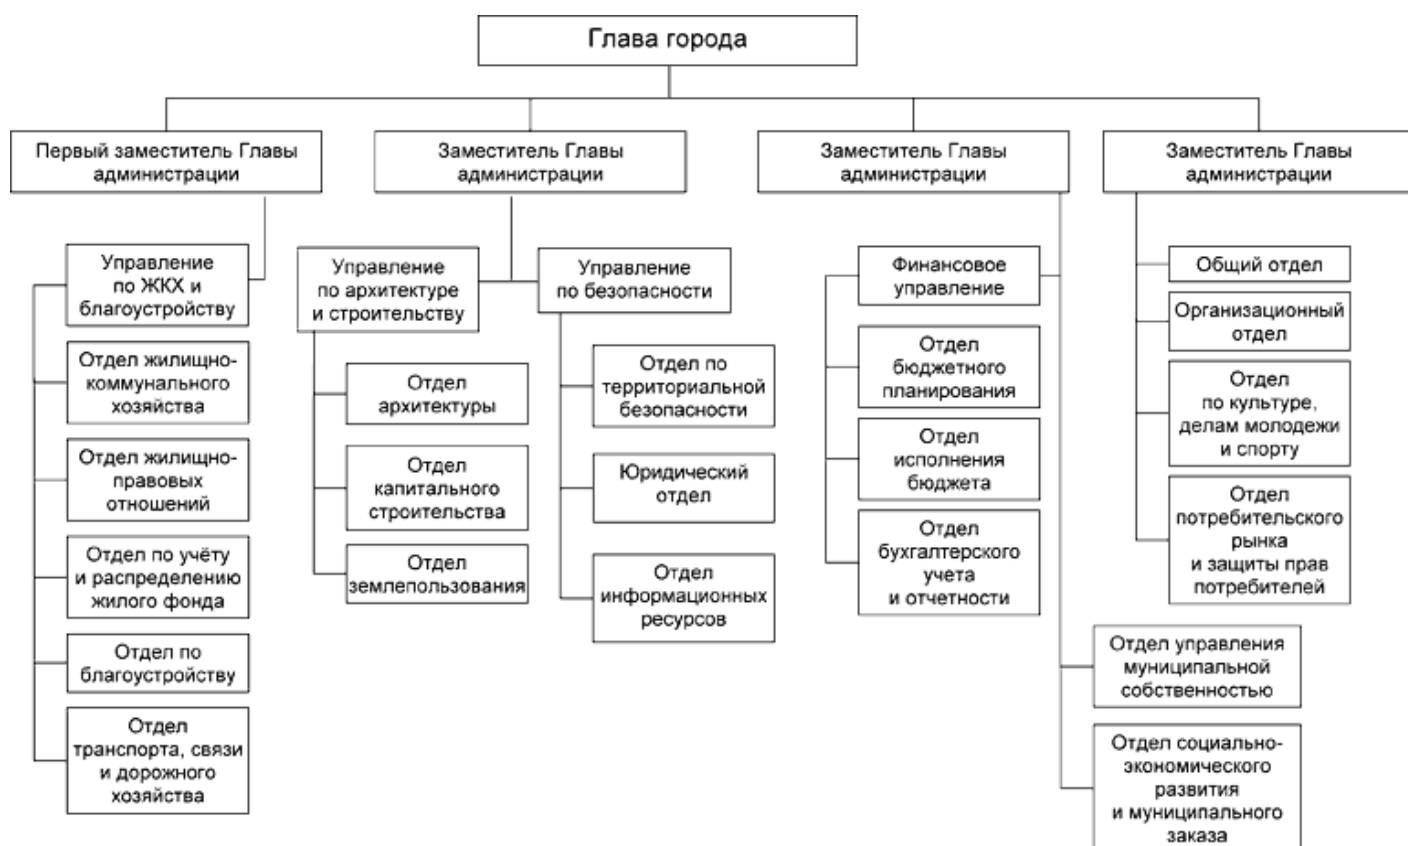 Глава города
Первый заместитель Главы
администрации
Заместитель Главы
администрации
Заместитель Главы
администрации
Заместитель Главы
администрации
Управление
по ЖКХ и
благоустройству
Отдел жилищно-
коммунального
хозяйства
Отдел жилищно-
правовых
отношений
Отдел по учёту
и распределению
жилого фонда
Отдел по
благоустройству
Отдел
транспорта, связи
и дорожного
хозяйства
Управление
по архитектуре
и строительству
Отдел
архитектуры
Отдел
капитального
строительства
Отдел
землепользования
Управление
по безопасности
Отдел по
территориальной
безопасности
Юридический
отдел
Отдел
информационных
ресурсов
Финансовое
управление
Отдел
бюджетного
планирования
Отдел
исполнения
бюджета
Отдел
бухгалтерского
учета
и отчетности
Отдел управления
муниципальной
собственностью
Отдел социально-
экономического
развития
и муниципального
заказа
Общий отдел
Организационный
отдел
Отдел
по культуре,
делам молодежи
и спорту
Отдел
потребительского
рынка
и защиты прав
потребителей